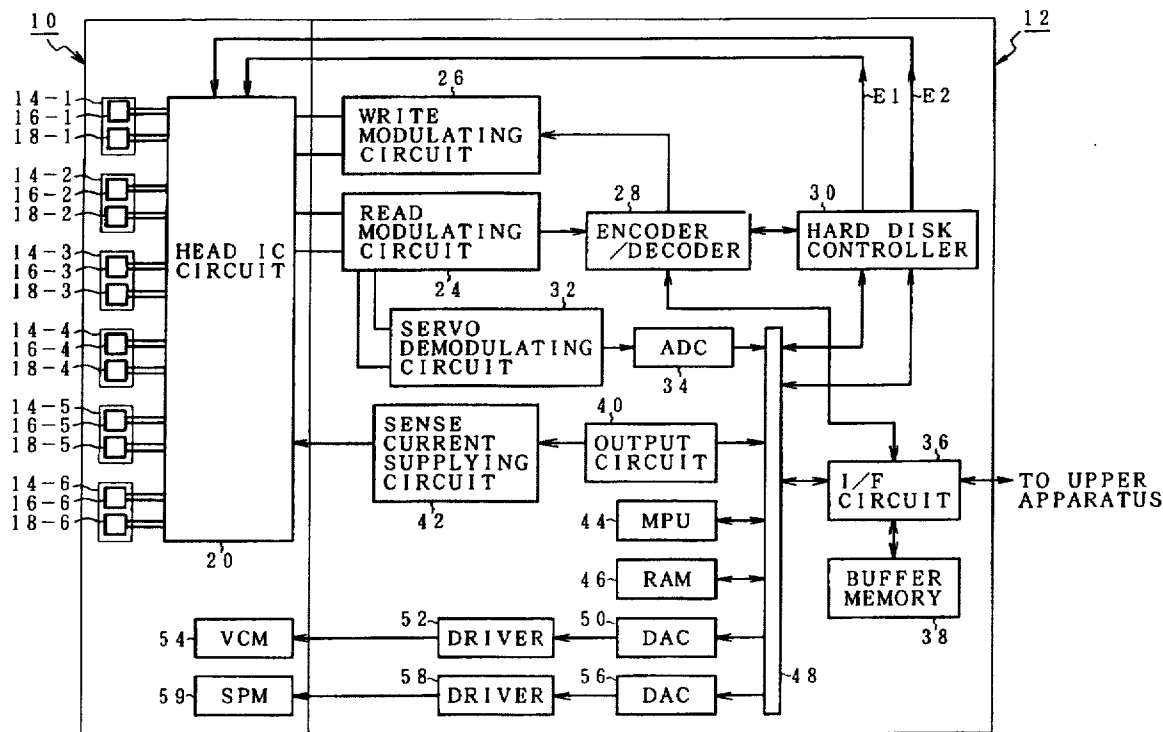 10
12
14-1
16-1
18-1
14-2
16-2
18-2
14-3
16-3
18-3
14-4
16-4
18-4
14-5
16-5
18-5
14-6
16-6
18-6
HEAD IC
CIRCUIT
20
26
WRITE
MODULATING
CIRCUIT
READ
MODULATING
CIRCUIT
24
28
ENCODER
/DECODER
E1
E2
30
HARD DISK
CONTROLLER
32
SERVO
DEMODULATING
CIRCUIT
ADC
34
SENSE
CURRENT
SUPPLYING
CIRCUIT
42
40
OUTPUT
CIRCUIT
36
I/F
CIRCUIT
TO UPPER
APPARATUS
44
MPU
46
RAM
BUFFER
MEMORY
38
54
VCM
52
DRIVER
50
DAC
59
SPM
58
DRIVER
56
DAC
48